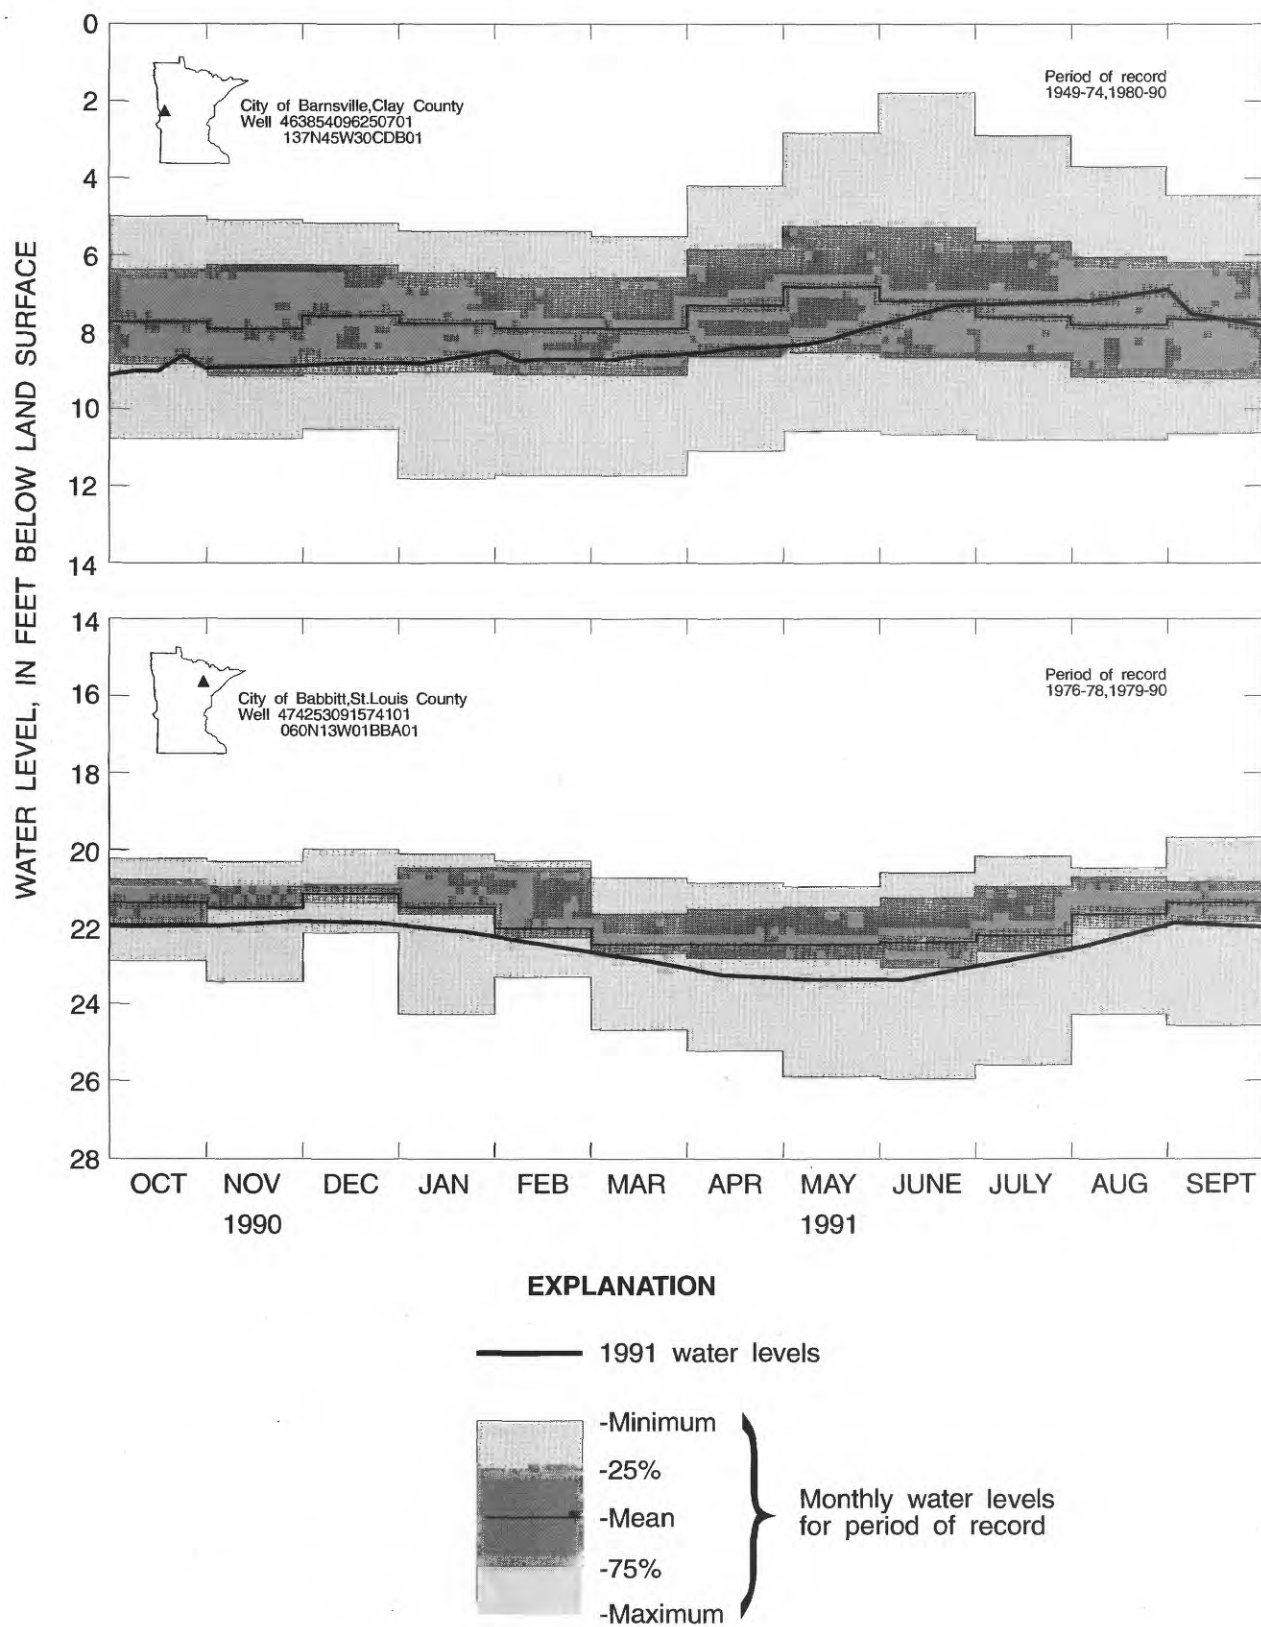 WATER LEVEL, IN FEET BELOW LAND SURFACE
0
2
4
6
8
10
12
14
City of Barnsville,Clay County
Well 463854096250701
137N45W30CDB01
Period of record
1949-74,1980-90
14
16
18
20
22
24
26
28
City of Babbitt,St.Louis County
Well 474253091574101
060N13W01BBA01
Period of record
1976-78,1979-90
OCT NOV DEC JAN FEB MAR APR MAY JUNE JULY AUG SEPT
1990 1991
EXPLANATION
1991 water levels
-Minimum
-25%
-Mean
-75%
-Maximum
Monthly water levels
for period of record